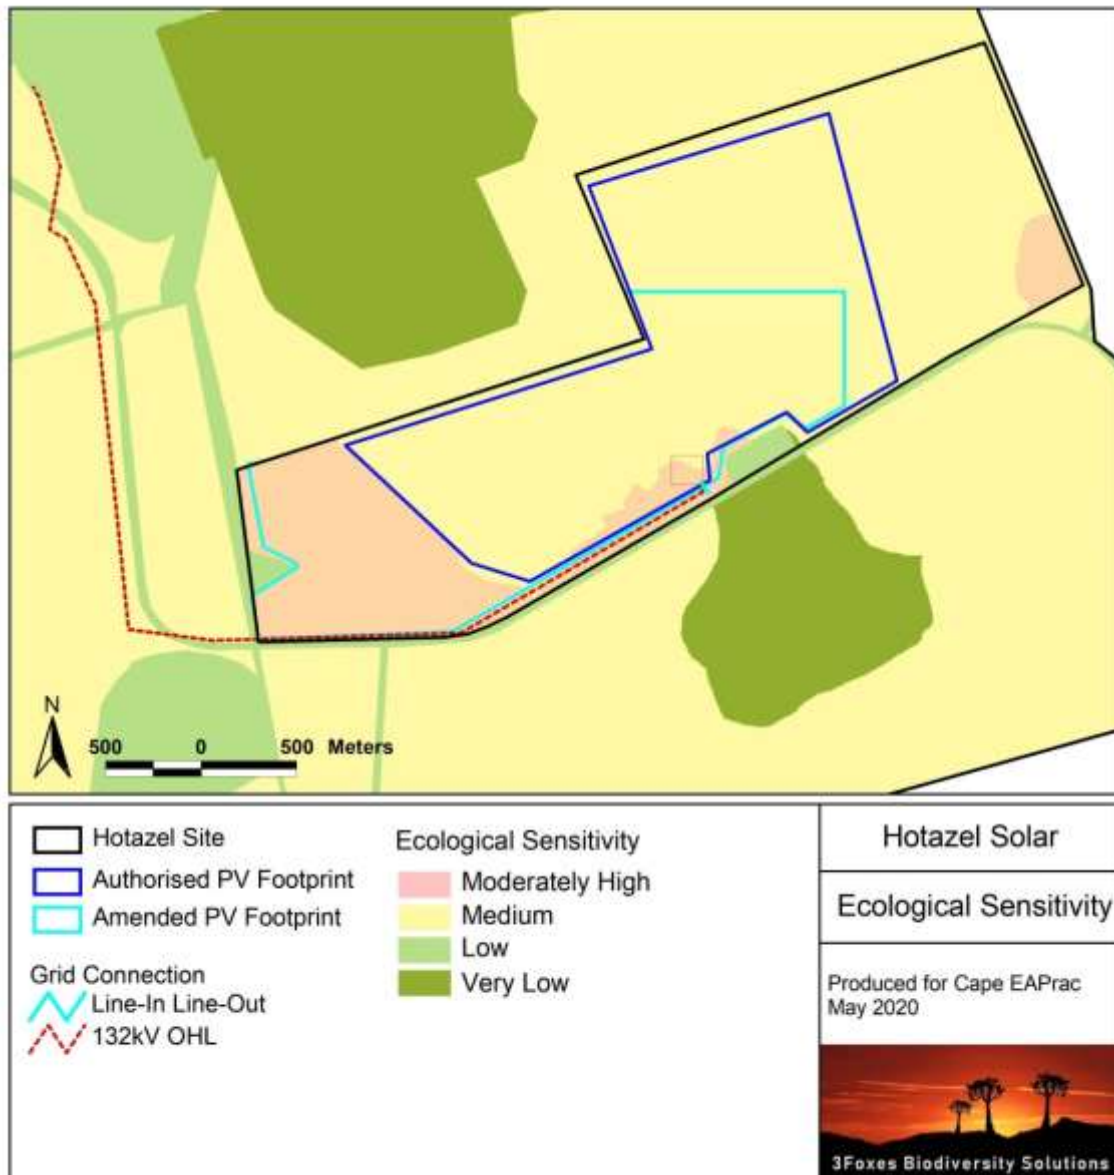 N
500 0 500 Meters
Hotazel Site
Authorised PV Footprint
Amended PV Footprint
Grid Connection
Line-In Line-Out
132kV OHL
Ecological Sensitivity
Moderately High
Medium
Low
Very Low
Hotazel Solar
Ecological Sensitivity
Produced for Cape EAPrac
May 2020
3Foxes Biodiversity Solutions